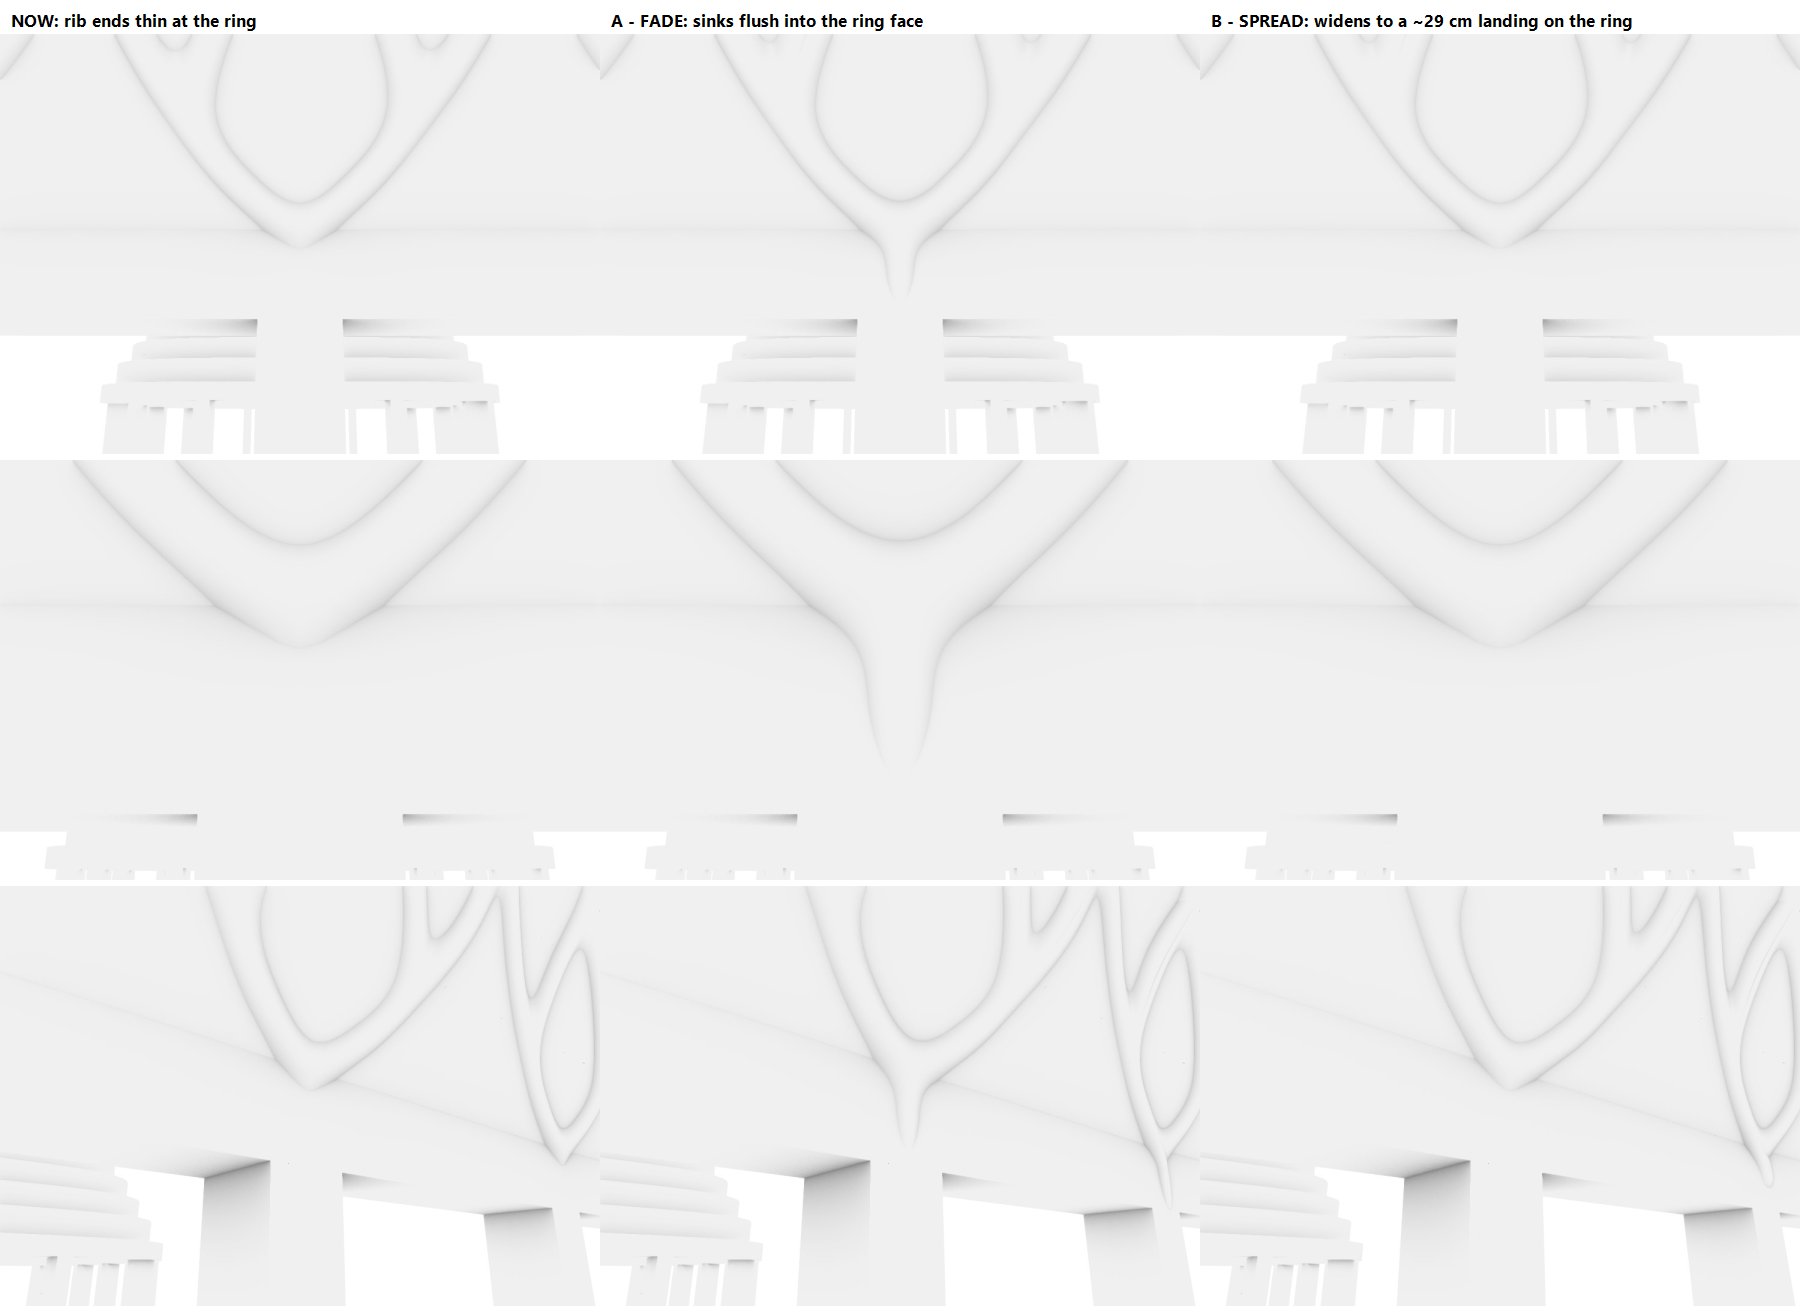 NOW: rib ends thin at the ring
A - FADE: sinks flush into the ring face
B - SPREAD: widens to a ~29 cm landing on the ring